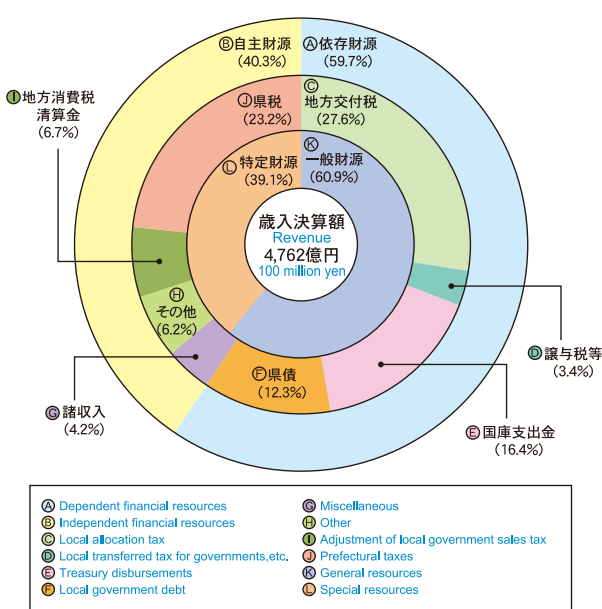 Ⓑ自主財源
(40.3%)
Ⓐ依存財源
(59.7%)
Ⓘ地方消費税
清算金
(6.7%)
Ⓙ県税
(23.2%)
Ⓒ
地方交付税
(27.6%)
Ⓛ特定財源
(39.1%)
Ⓚ
一般財源
(60.9%)
歳入決算額
Revenue
4,762億円
100 million yen
Ⓗ
その他
(6.2%)
Ⓓ譲与税等
(3.4%)
Ⓕ県債
(12.3%)
Ⓖ諸収入
(4.2%)
Ⓔ国庫支出金
(16.4%)
Ⓐ Dependent financial resources
Ⓑ Independent financial resources
Ⓒ Local allocation tax
Ⓓ Local transferred tax for governments,etc.
Ⓔ Treasury disbursements
Ⓕ Local government debt
Ⓖ Miscellaneous
Ⓗ Other
Ⓘ Adjustment of local government sales tax
Ⓙ Prefectural taxes
Ⓚ General resources
Ⓛ Special resources